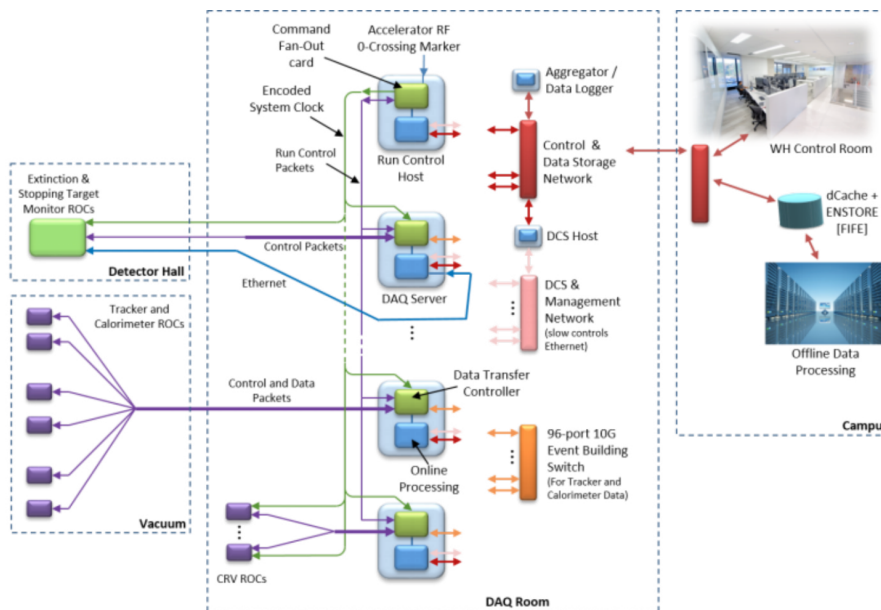 Command
Fan-Out
card
Accelerator RF
0-Crossing Marker
Encoded
System Clock
Run Control
Packets
Run Control
Host
Aggregator /
Data Logger
Control &
Data Storage
Network
WH Control Room
dCache +
ENSTORE
[FIFE]
Offline Data
Processing
Campu
Extinction &
Stopping Target
Monitor ROCs
Detector Hall
Control Packets
Ethernet
DAQ Server
...
DCS Host
DCS &
Management
Network
(slow controls
Ethernet)
...
Tracker and
Calorimeter ROCs
Vacuum
Control and Data
Packets
Data Transfer
Controller
Online
Processing
96-port 10G
Event Building
Switch
(For Tracker and
Calorimeter Data)
...
...
CRV ROCs
DAQ Room